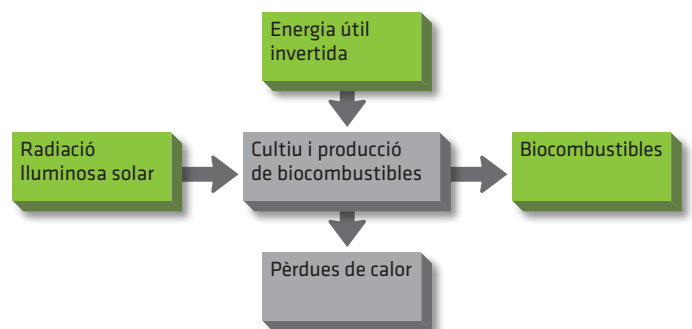 Energia útil
invertida
Radiació
lluminosa solar
Cultiu i producció
de biocombustibles
Biocombustibles
Pèrdues de calor